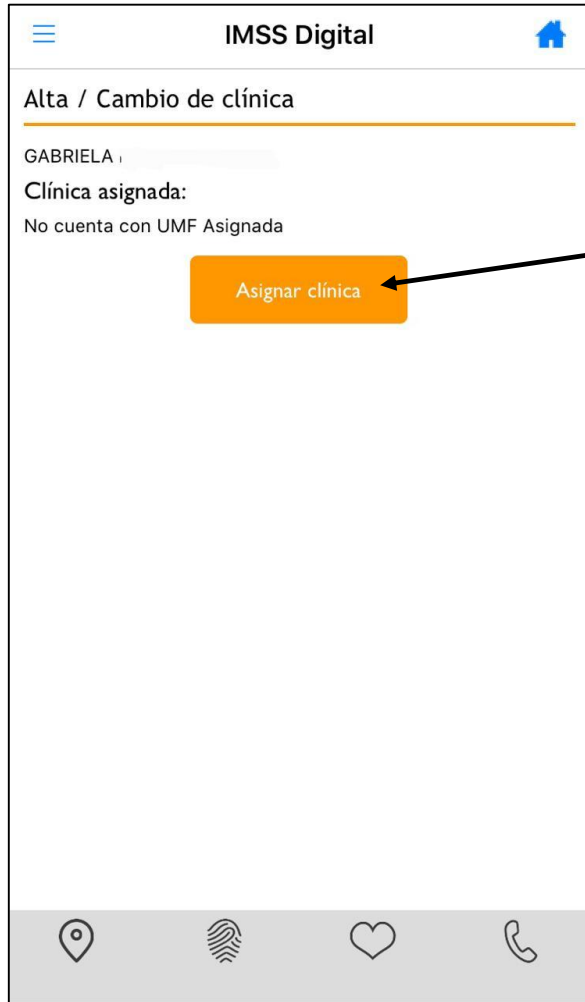 IMSS Digital
Alta / Cambio de clínica
GABRIELA
Clínica asignada:
No cuenta con UMF Asignada
Asignar clínica